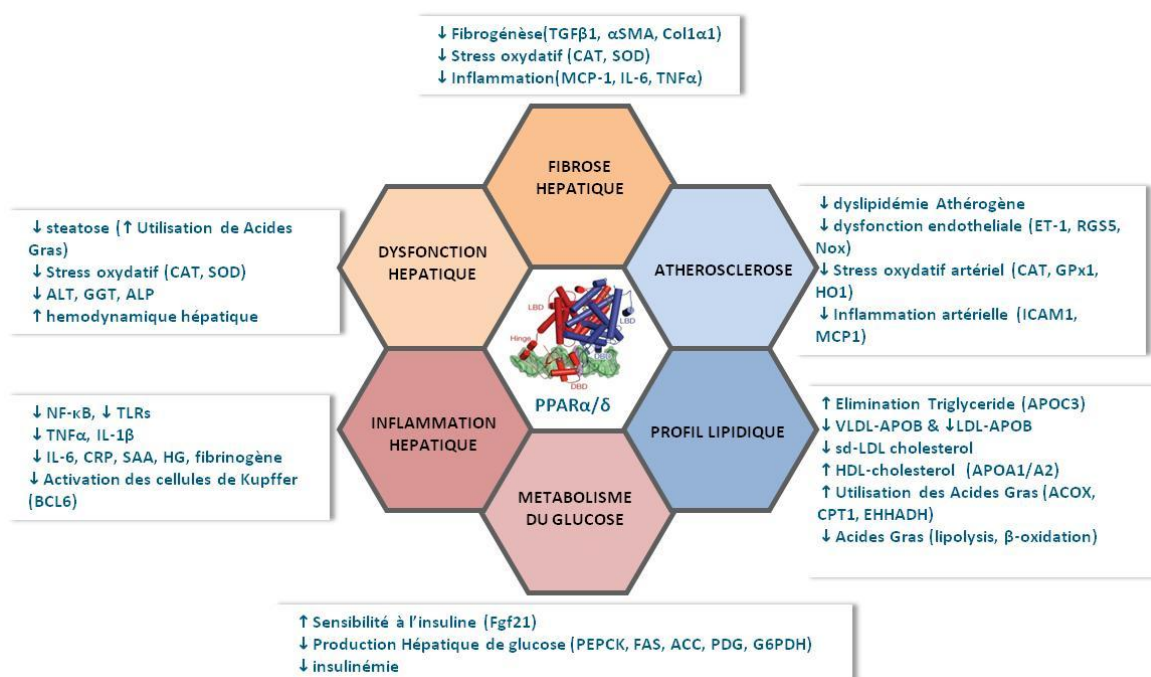 ↓ Fibrogénèse(TGFβ1, αSMA, Col1α1)
↓ Stress oxydatif (CAT, SOD)
↓ Inflammation(MCP-1, IL-6, TNFα)
FIBROSE
HEPATIQUE
↓ steatose (↑ Utilisation de Acides
Gras)
↓ Stress oxydatif (CAT, SOD)
↓ ALT, GGT, ALP
↑ hemodynamique hépatique
DYSFONCTION
HEPATIQUE
ATHEROSCLEROSE
↓ dyslipidémie Athérogène
↓ dysfonction endotheliale (ET-1, RGS5,
Nox)
↓ Stress oxydatif artériel (CAT, GPx1,
HO1)
↓ Inflammation artérielle (ICAM1,
MCP1)
LBD
LBD
Hinge
DBD
DBD
PPARα/δ
↓ NF-κB, ↓ TLRs
↓ TNFα, IL-1β
↓ IL-6, CRP, SAA, HG, fibrinogène
↓ Activation des cellules de Kupffer
(BCL6)
INFLAMMATION
HEPATIQUE
PROFIL LIPIDIQUE
↑ Elimination Triglyceride (APOC3)
↓ VLDL-APOB & ↓LDL-APOB
↓ sd-LDL cholesterol
↑ HDL-cholesterol (APOA1/A2)
↑ Utilisation des Acides Gras (ACOX,
CPT1, EHHADH)
↓ Acides Gras (lipolysis, β-oxidation)
METABOLISME
DU GLUCOSE
↑ Sensibilité à l'insuline (Fgf21)
↓ Production Hépatique de glucose (PEPCK, FAS, ACC, PDG, G6PDH)
↓ insulinémie